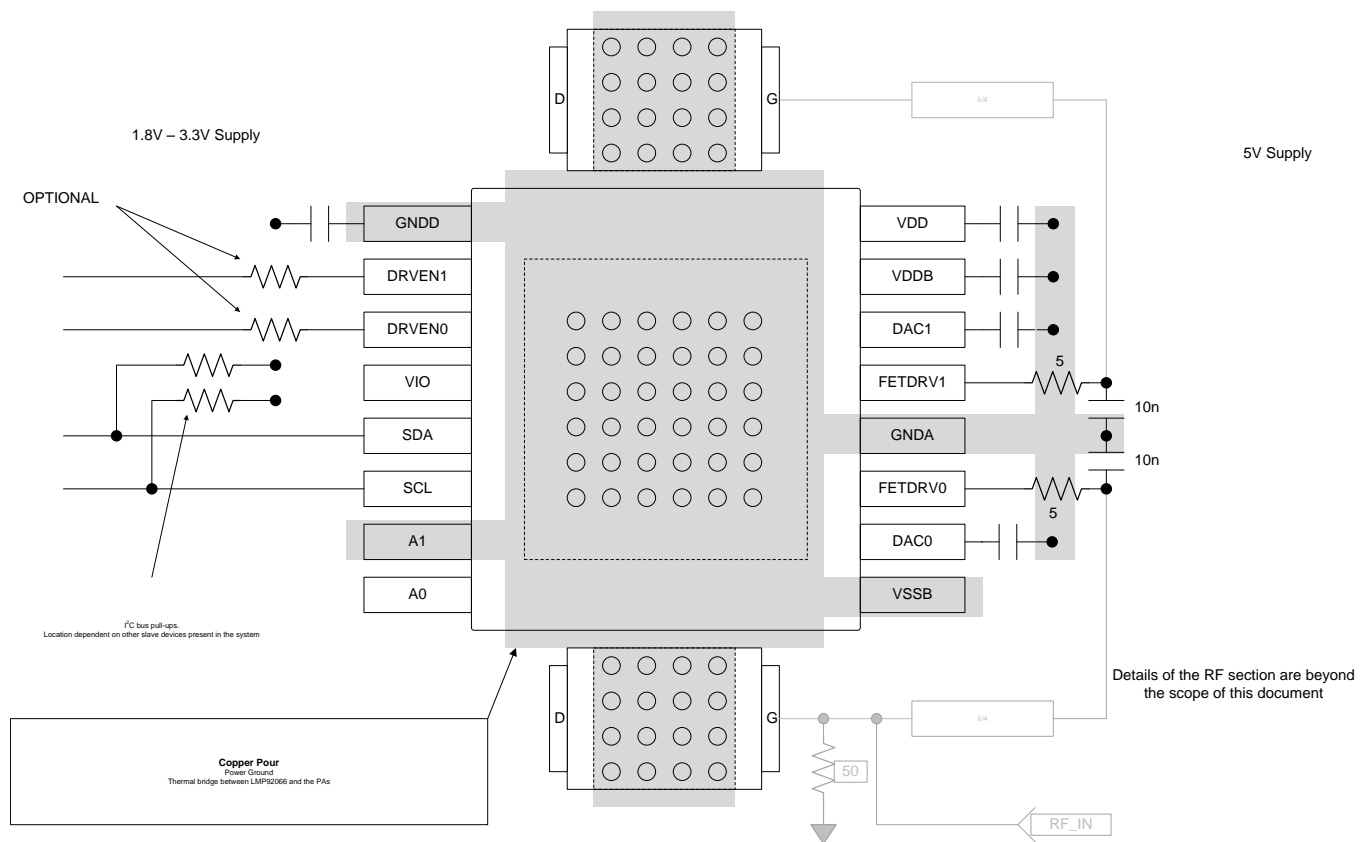 D
G
λ/4
1.8V – 3.3V Supply
5V Supply
OPTIONAL
GNDD
VDD
DRVEN1
VDDB
DRVEN0
DAC1
VIO
FETDRV1
5
10n
SDA
GNDA
10n
SCL
FETDRV0
5
A1
DAC0
A0
VSSB
I²C bus pull-ups.
Location dependent on other slave devices present in the system
Details of the RF section are beyond
the scope of this document
D
G
λ/4
Copper Pour
Power Ground
Thermal bridge between LMP92066 and the PAs
50
RF_IN